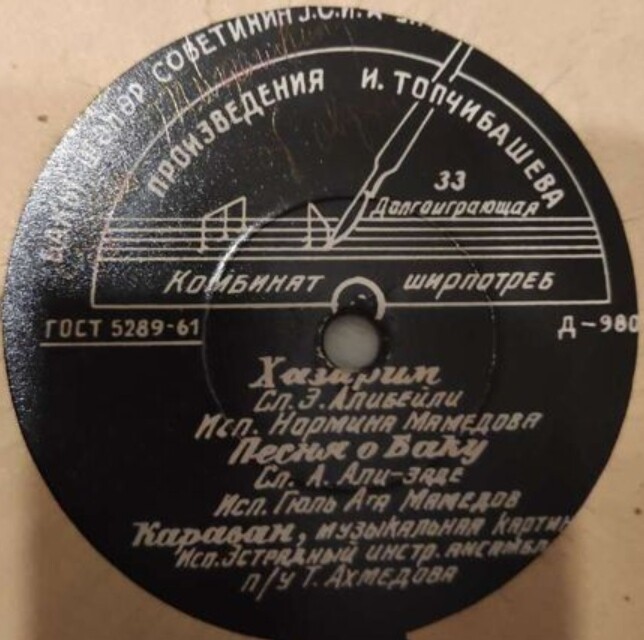 БАКЫ ШӘҺӘР СОВЕТИНИН
ПРОИЗВЕДЕНИЯ И. ТОПЧИБАШЕВА
33
Долгоиграющая
Комбинат ширпотреб
ГОСТ 5289-61
Д-980
Хазарим
Сл. Э. Алибейли
Исп. Нормина Мамедова
Песня о Баку
Сл. А. Али-заде
Исп. Гюль Ага Мамедов
Караван, музыкальная картин
Исп. Эстрадный инстр. ансамбл
п/у Т. Ахмедова